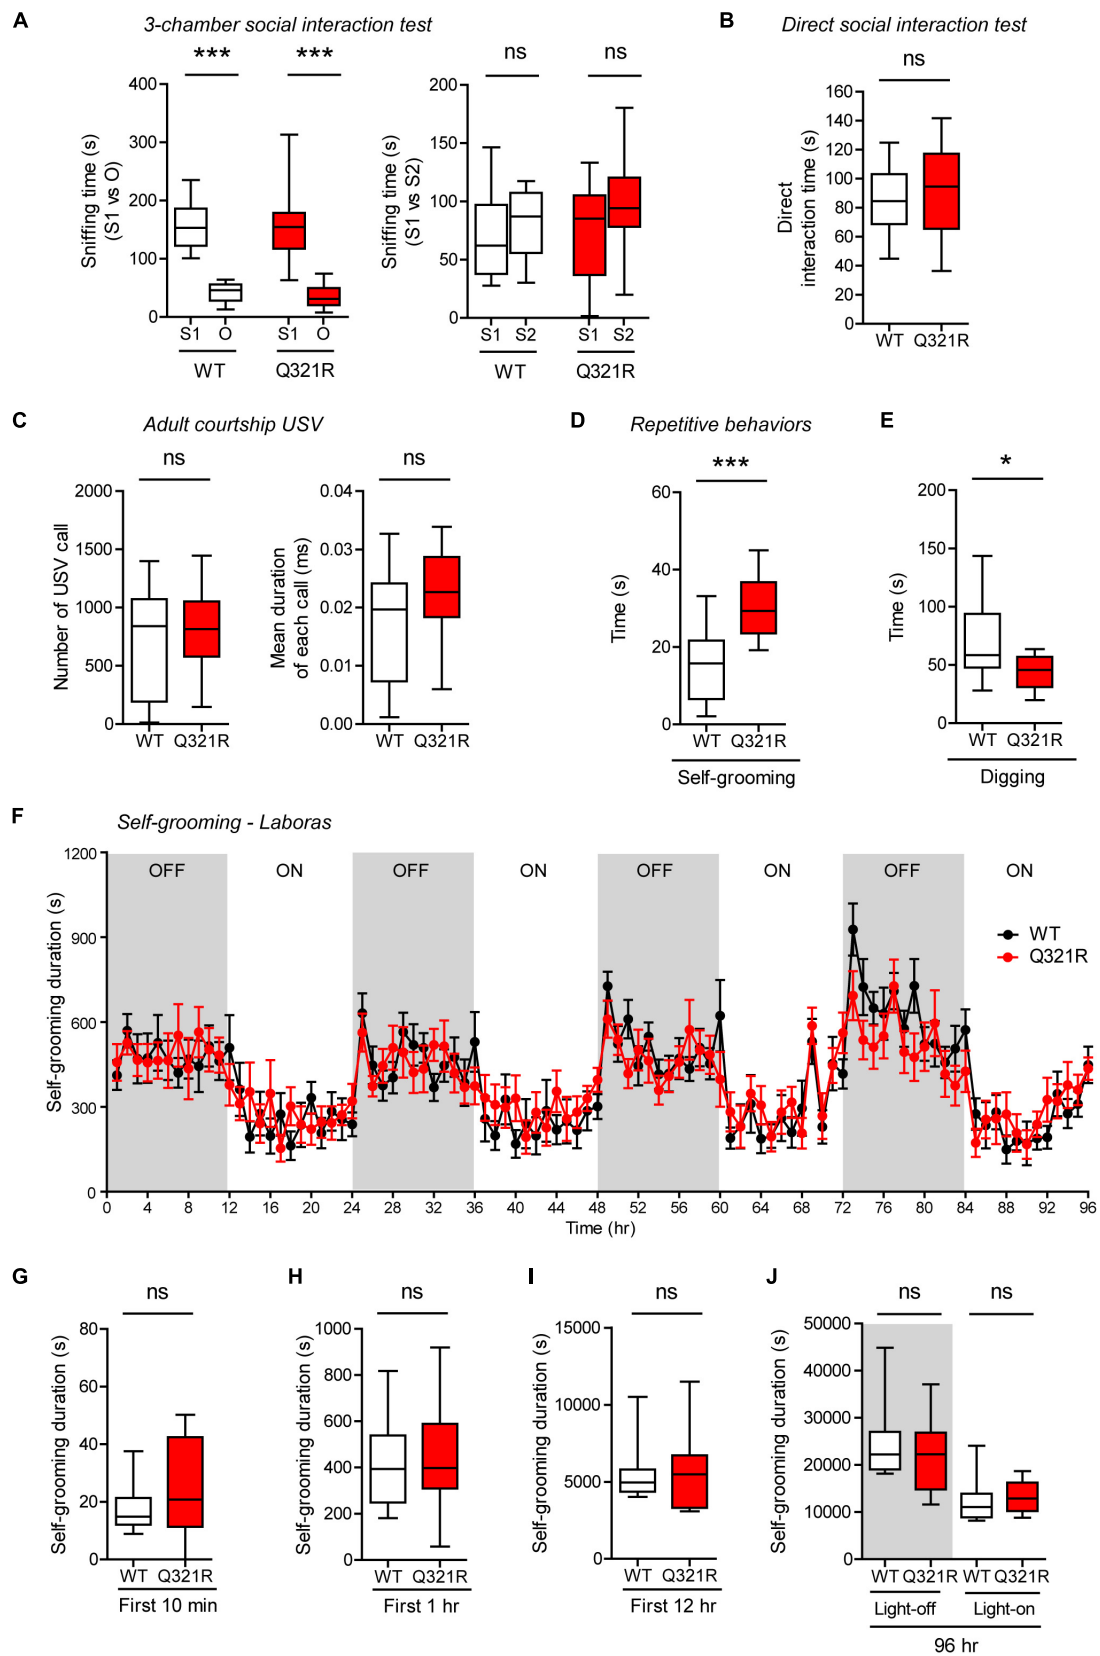 A
3-chamber social interaction test
*** ***
400
300
200
100
0
Sniffing time (s)
(S1 vs O)
S1 O S1 O
WT Q321R
ns ns
200
150
100
50
0
Sniffing time (s)
(S1 vs S2)
S1 S2 S1 S2
WT Q321R
B
Direct social interaction test
ns
160
140
120
100
80
60
40
20
0
Direct
interaction time (s)
WT Q321R
C
Adult courtship USV
ns
2000
1500
1000
500
0
Number of USV call
WT Q321R
ns
0.04
0.03
0.02
0.01
0.00
Mean duration
of each call (ms)
WT Q321R
D
Repetitive behaviors
***
60
40
20
0
Time (s)
WT Q321R
Self-grooming
E
*
200
150
100
50
0
Time (s)
WT Q321R
Digging
F
Self-grooming - Laboras
1200
900
600
300
0
Self-grooming duration (s)
OFF ON OFF ON OFF ON OFF ON
WT
Q321R
0 4 8 12 16 20 24 28 32 36 40 44 48 52 56 60 64 68 72 76 80 84 88 92 96
Time (hr)
G
ns
80
60
40
20
0
Self-grooming duration (s)
WT Q321R
First 10 min
H
ns
1000
800
600
400
200
0
Self-grooming duration (s)
WT Q321R
First 1 hr
I
ns
15000
10000
5000
0
Self-grooming duration (s)
WT Q321R
First 12 hr
J
ns ns
50000
40000
30000
20000
10000
0
Self-grooming duration (s)
WT Q321R WT Q321R
Light-off Light-on
96 hr